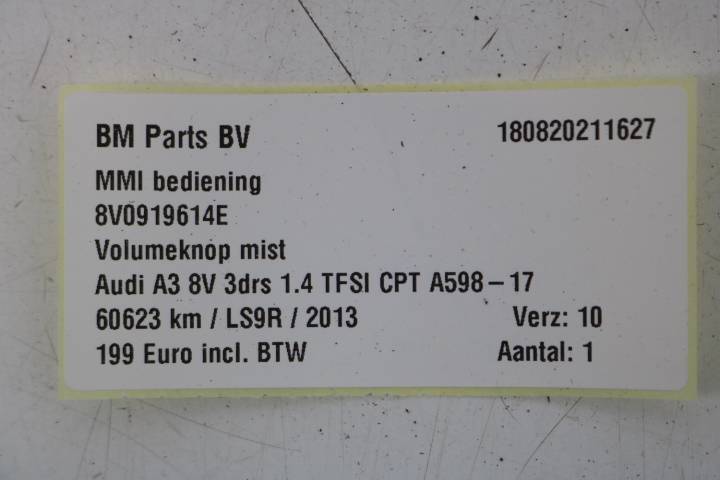 BM Parts BV 180820211627
MMI bediening
8V0919614E
Volumeknop mist
Audi A3 8V 3drs 1.4 TFSI CPT A598-17
60623 km / LS9R / 2013 Verz: 10
199 Euro incl. BTW Aantal: 1